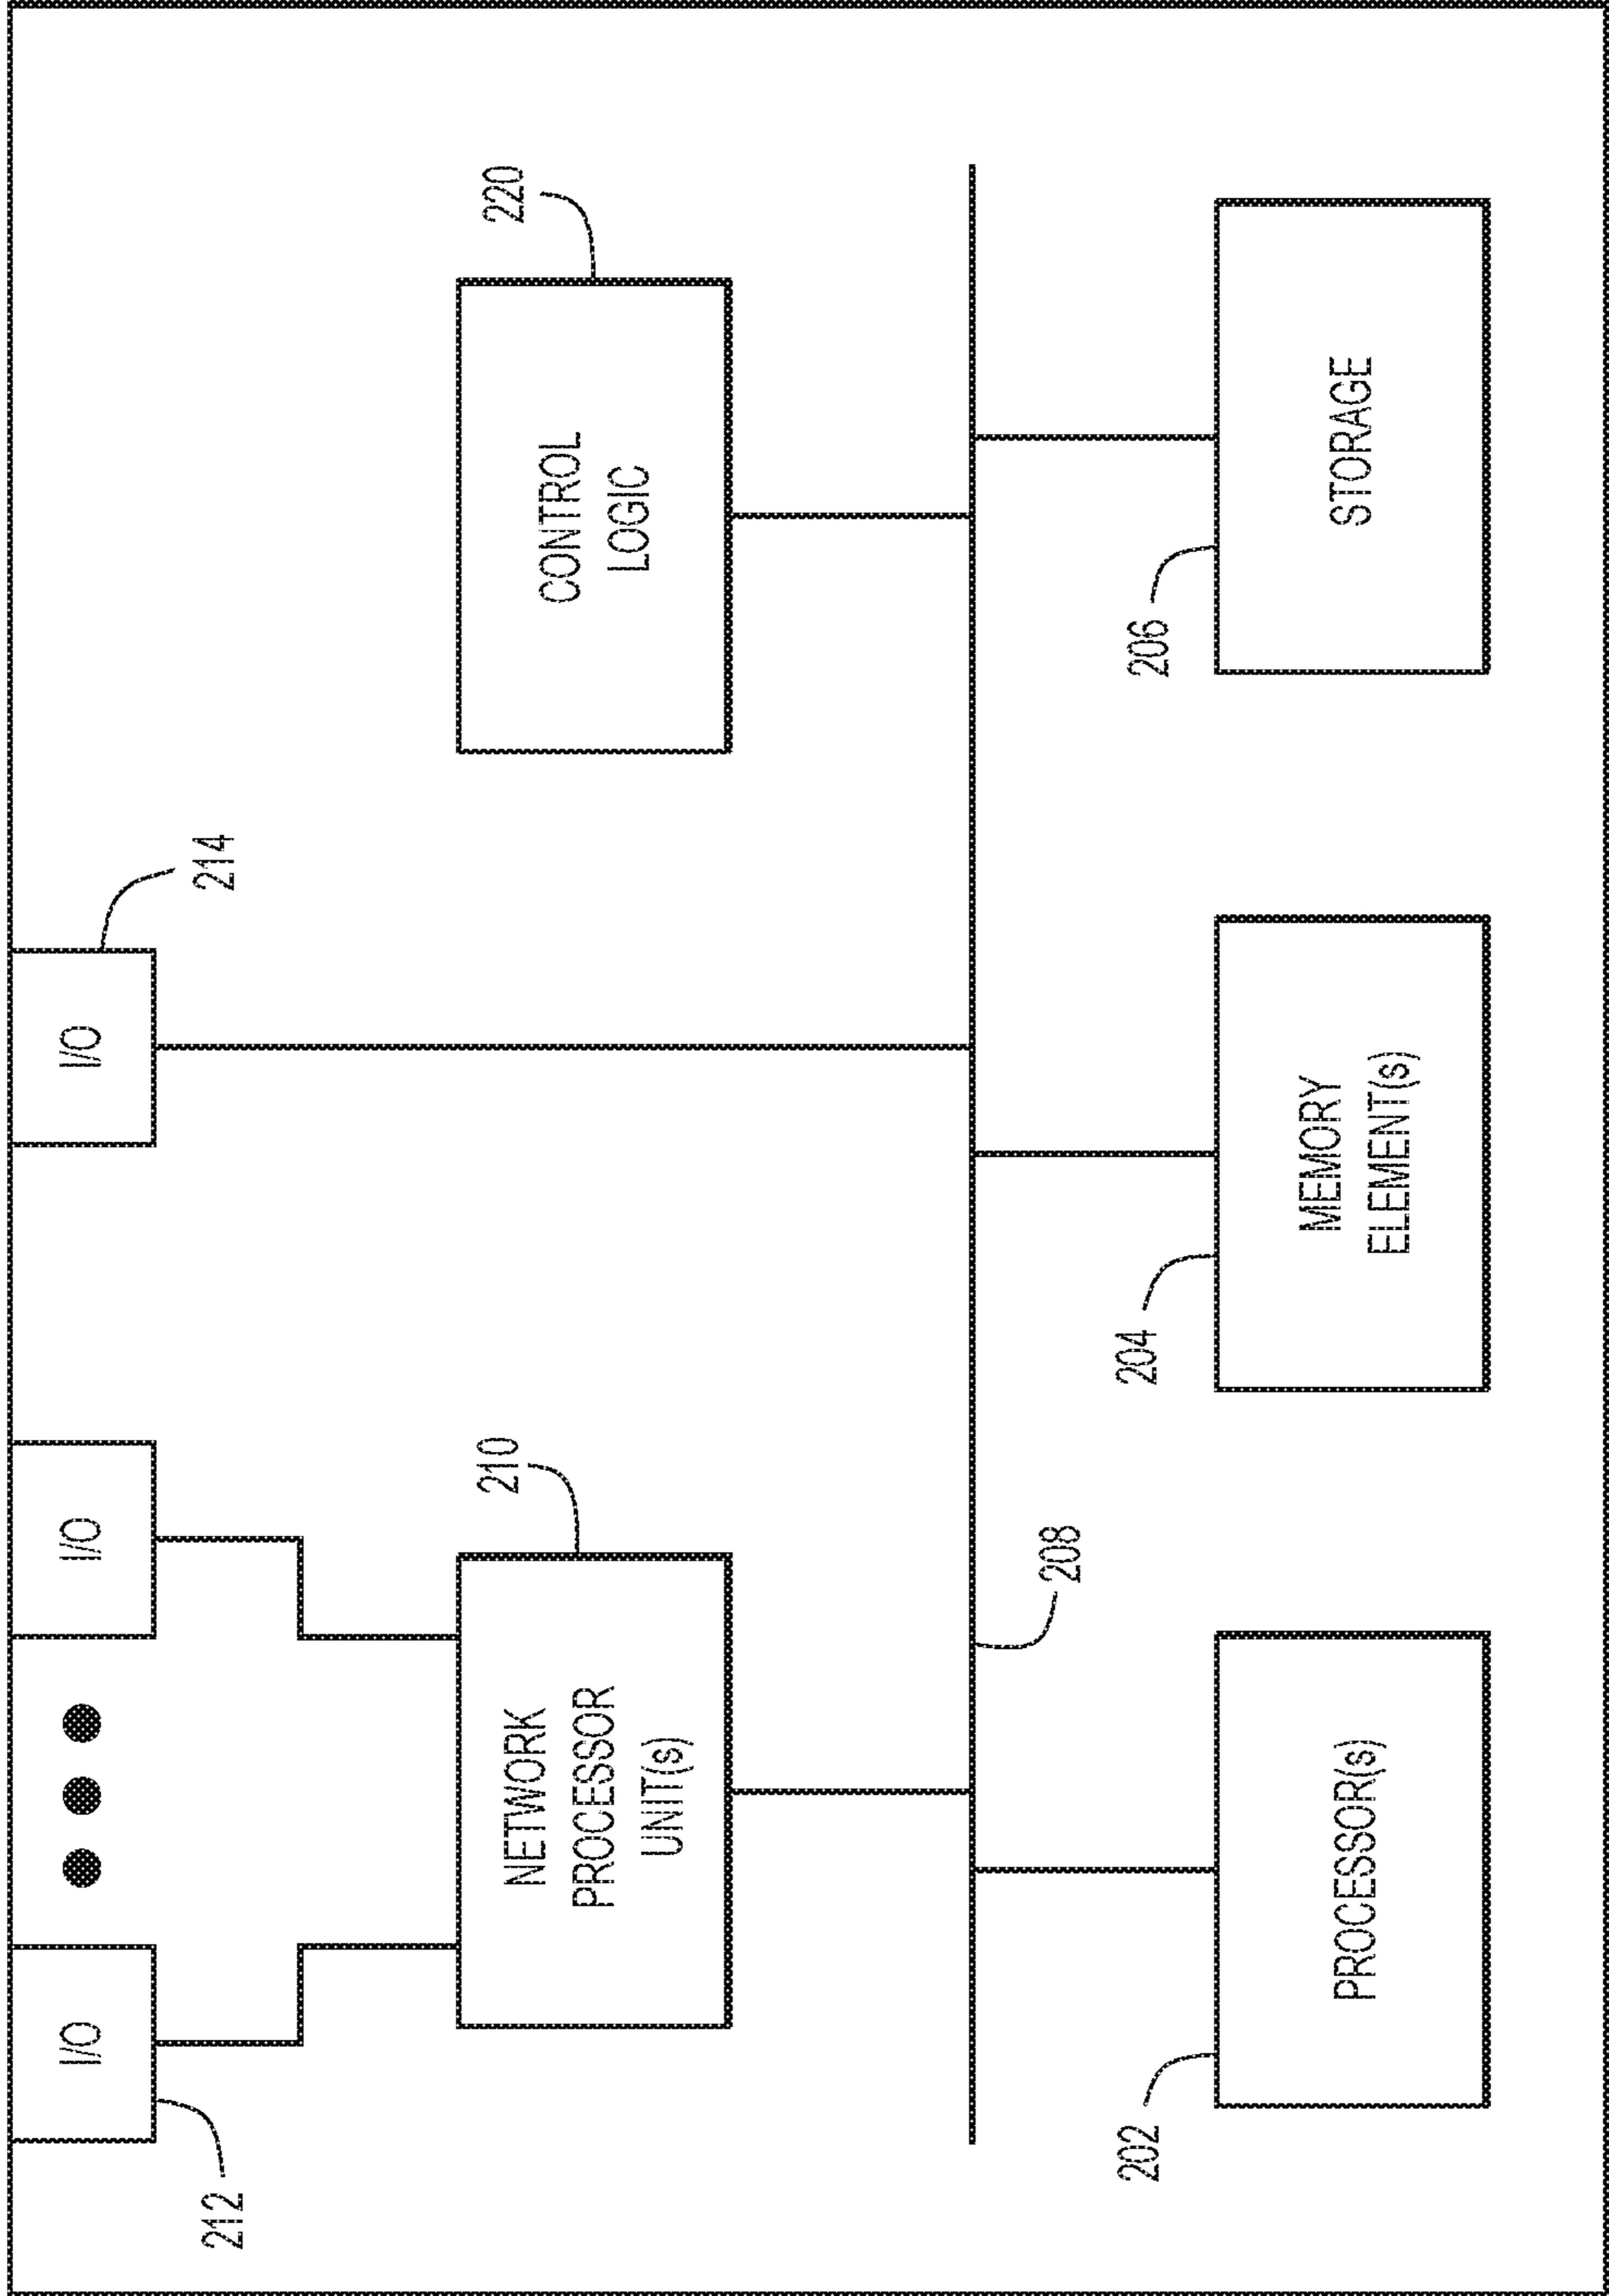 I/O
I/O
I/O
212
214
210
220
NETWORK
PROCESSOR
UNIT(s)
CONTROL
LOGIC
208
202
204
206
PROCESSOR(s)
MEMORY
ELEMENT(s)
STORAGE